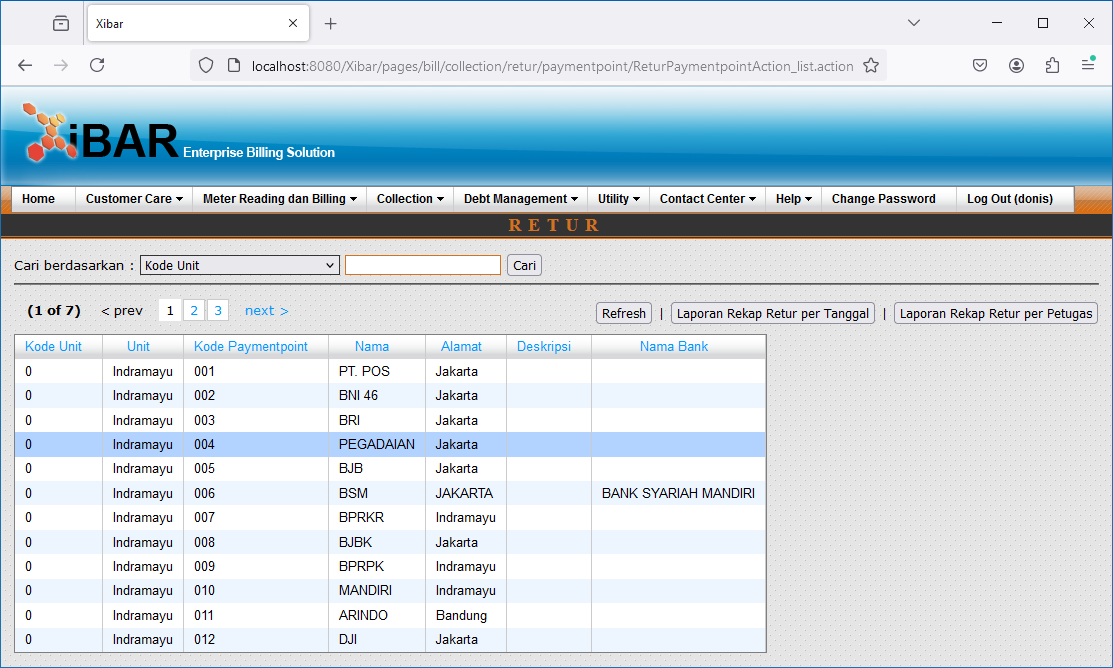 Xibar
localhost:8080/Xibar/pages/bill/collection/retur/paymentpoint/ReturPaymentpointAction_list.action
iBAR Enterprise Billing Solution
Home Customer Care Meter Reading dan Billing Collection Debt Management Utility Contact Center Help Change Password Log Out (donis)
RETUR
Cari berdasarkan : Kode Unit Cari
(1 of 7) < prev 1 2 3 next > Refresh | Laporan Rekap Retur per Tanggal | Laporan Rekap Retur per Petugas
Kode Unit Unit Kode Paymentpoint Nama Alamat Deskripsi Nama Bank
0 Indramayu 001 PT. POS Jakarta
0 Indramayu 002 BNI 46 Jakarta
0 Indramayu 003 BRI Jakarta
0 Indramayu 004 PEGADAIAN Jakarta
0 Indramayu 005 BJB Jakarta
0 Indramayu 006 BSM JAKARTA BANK SYARIAH MANDIRI
0 Indramayu 007 BPRKR Indramayu
0 Indramayu 008 BJBK Jakarta
0 Indramayu 009 BPRPK Indramayu
0 Indramayu 010 MANDIRI Indramayu
0 Indramayu 011 ARINDO Bandung
0 Indramayu 012 DJI Jakarta